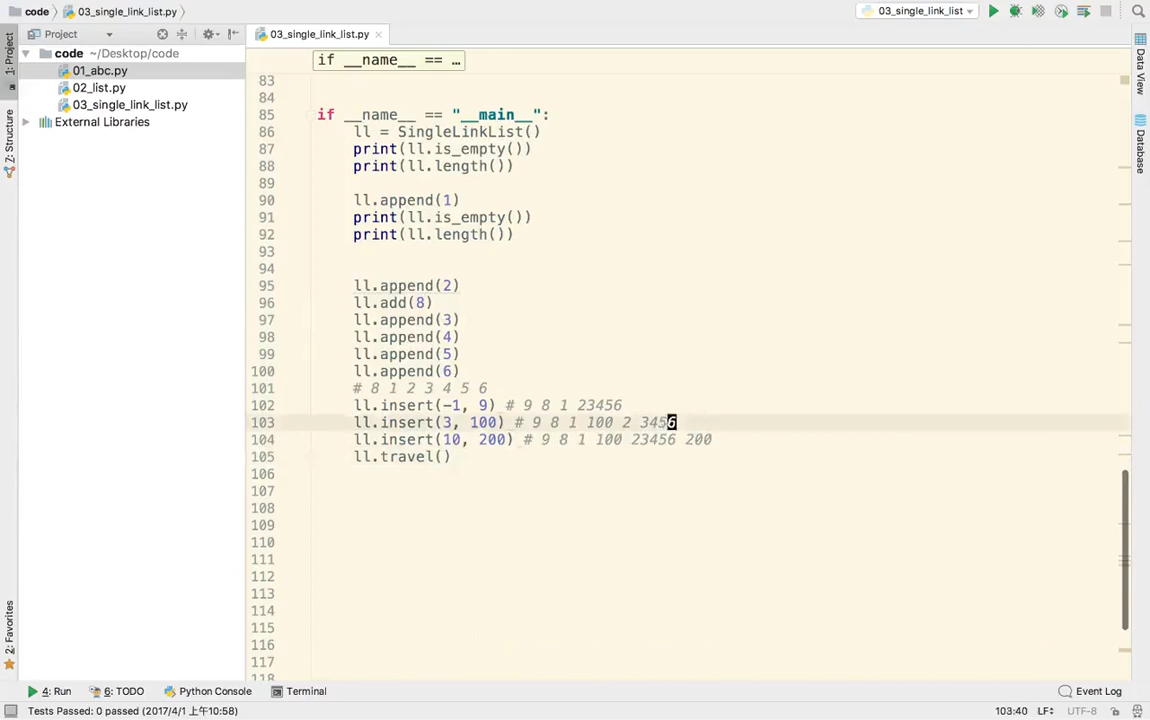 code
03_single_link_list.py
03_single_link_list
Project
03_single_link_list.py
1: Project
code ~/Desktop/code
01_abc.py
02_list.py
03_single_link_list.py
External Libraries
Z: Structure
2: Favorites
if __name__ == …
83
84
85 if __name__ == "__main__":
86 ll = SingleLinkList()
87 print(ll.is_empty())
88 print(ll.length())
89
90 ll.append(1)
91 print(ll.is_empty())
92 print(ll.length())
93
94
95 ll.append(2)
96 ll.add(8)
97 ll.append(3)
98 ll.append(4)
99 ll.append(5)
100 ll.append(6)
101 # 8 1 2 3 4 5 6
102 ll.insert(-1, 9) # 9 8 1 23456
103 ll.insert(3, 100) # 9 8 1 100 2 3456
104 ll.insert(10, 200) # 9 8 1 100 23456 200
105 ll.travel()
106
107
108
109
110
111
112
113
114
115
116
117
118
Data View
Database
4: Run
6: TODO
Python Console
Terminal
Event Log
Tests Passed: 0 passed (2017/4/1 上午10:58)
103:40
LF
UTF-8